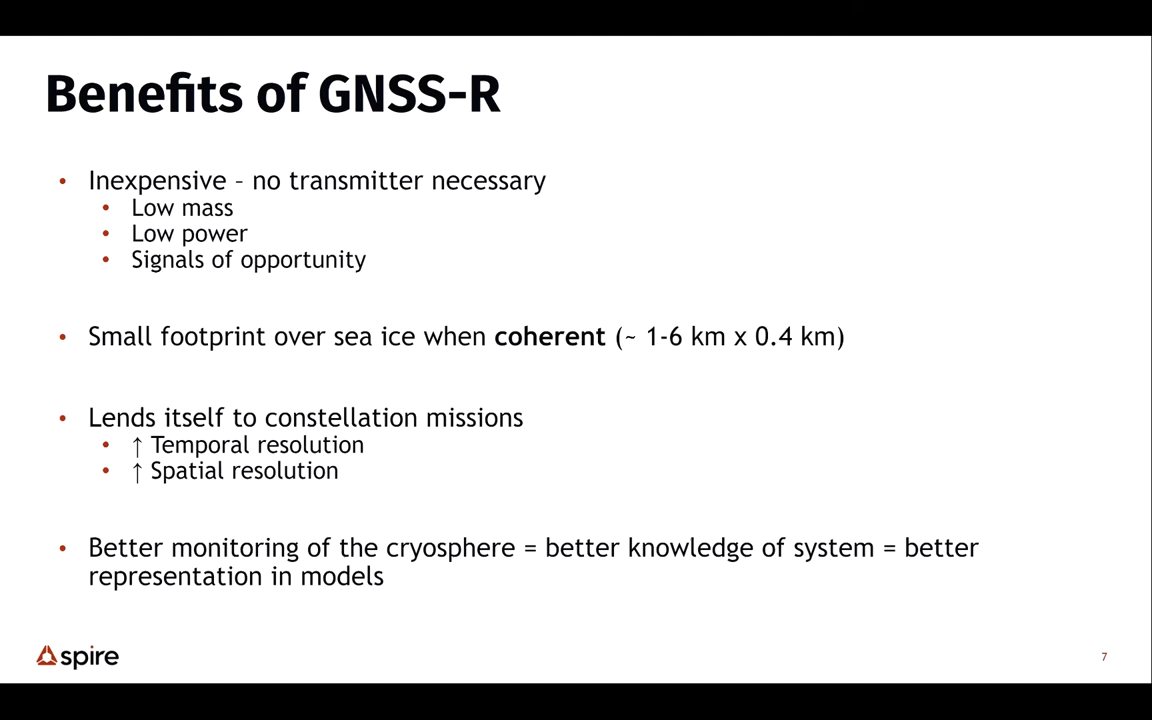 Benefits of GNSS-R
• Inexpensive – no transmitter necessary
• Low mass
• Low power
• Signals of opportunity
• Small footprint over sea ice when coherent (~ 1-6 km x 0.4 km)
• Lends itself to constellation missions
• ↑ Temporal resolution
• ↑ Spatial resolution
• Better monitoring of the cryosphere = better knowledge of system = better
representation in models
spire
7